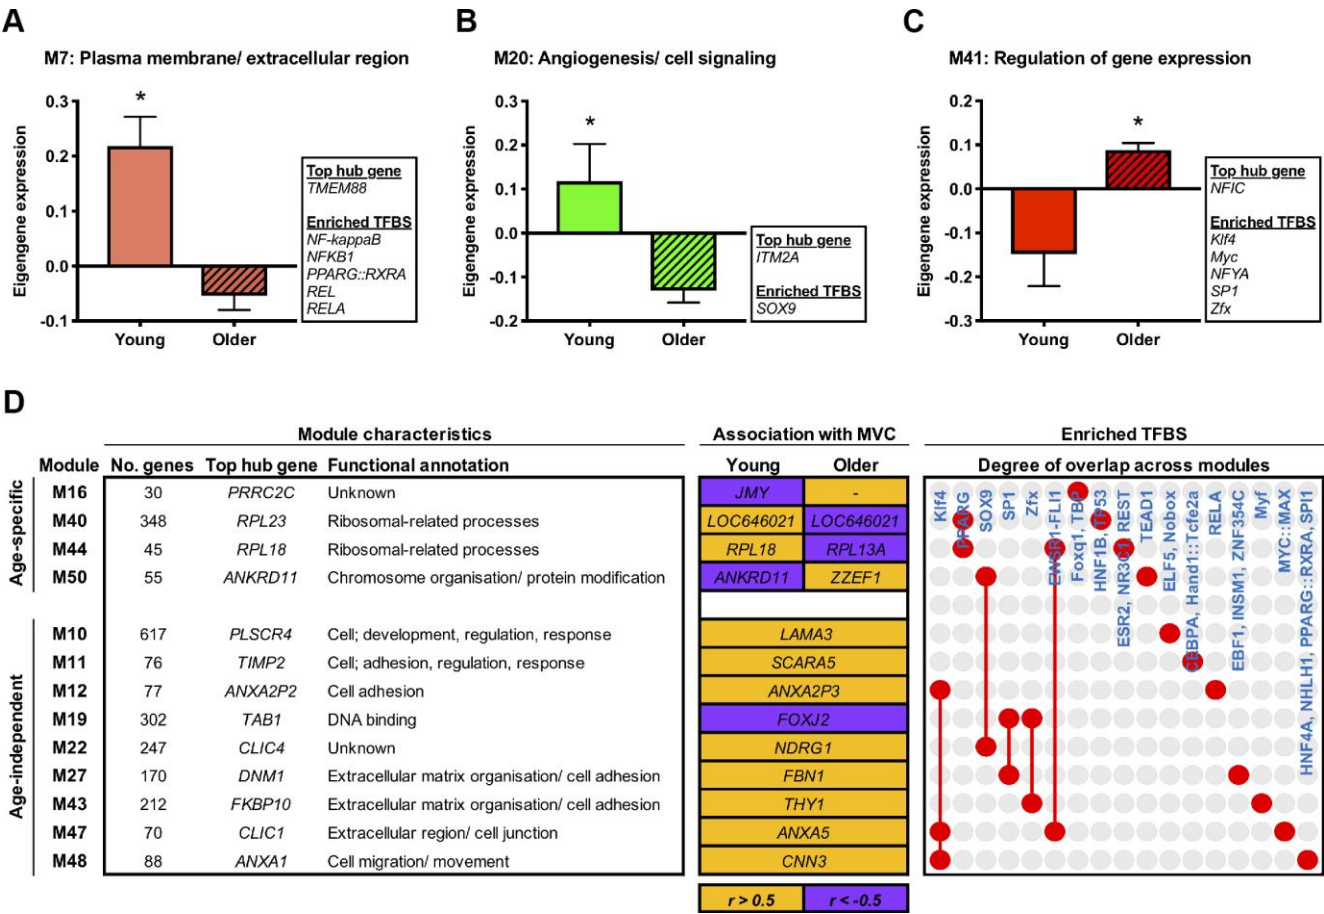 A
M7: Plasma membrane/ extracellular region
Eigengene expression
0.3
0.2
0.1
0.0
-0.1
*
Young
Older
Top hub gene
TMEM88
Enriched TFBS
NF-kappaB
NFKB1
PPARG::RXRA
REL
RELA
B
M20: Angiogenesis/ cell signaling
Eigengene expression
0.3
0.2
0.1
0.0
-0.1
-0.2
*
Young
Older
Top hub gene
ITM2A
Enriched TFBS
SOX9
C
M41: Regulation of gene expression
Eigengene expression
0.2
0.1
0.0
-0.1
-0.2
-0.3
*
Young
Older
Top hub gene
NFIC
Enriched TFBS
Klf4
Myc
NFYA
SP1
Zfx
D
Module characteristics
Association with MVC
Enriched TFBS
Module No. genes Top hub gene Functional annotation Young Older Degree of overlap across modules
Age-specific
M16 30 PRRC2C Unknown JMY -
M40 348 RPL23 Ribosomal-related processes LOC646021 LOC646021
M44 45 RPL18 Ribosomal-related processes RPL18 RPL13A
M50 55 ANKRD11 Chromosome organisation/ protein modification ANKRD11 ZZEF1
Age-independent
M10 617 PLSCR4 Cell; development, regulation, response LAMA3
M11 76 TIMP2 Cell; adhesion, regulation, response SCARA5
M12 77 ANXA2P2 Cell adhesion ANXA2P3
M19 302 TAB1 DNA binding FOXJ2
M22 247 CLIC4 Unknown NDRG1
M27 170 DNM1 Extracellular matrix organisation/ cell adhesion FBN1
M43 212 FKBP10 Extracellular matrix organisation/ cell adhesion THY1
M47 70 CLIC1 Extracellular region/ cell junction ANXA5
M48 88 ANXA1 Cell migration/ movement CNN3
r > 0.5 r < -0.5
Klf4
PPARG
SOX9
SP1
Zfx
EWSR1-FLI1
Foxq1, TBP
HNF1B, TP53
ESR2, NR3C1, REST
TEAD1
ELF5, Nobox
CEBPA, Hand1::Tcfe2a
RELA
EBF1, INSM1, ZNF354C
Myf
MYC::MAX
HNF4A, NHLH1, PPARG::RXRA, SPI1